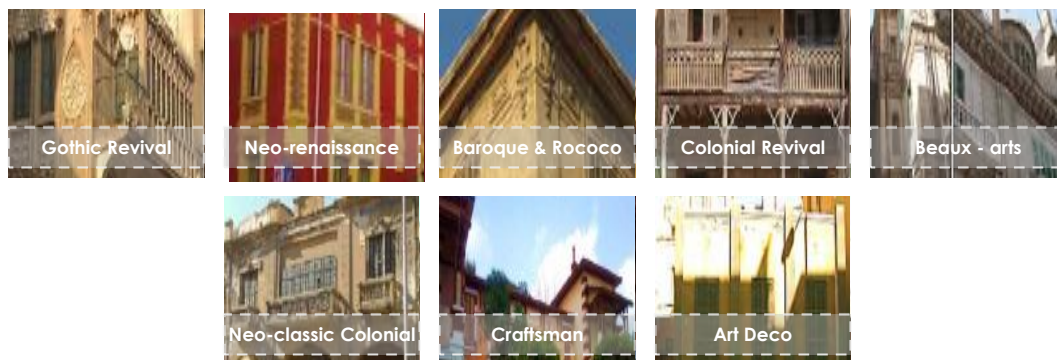 Gothic Revival
Neo-renaissance
Baroque & Rococo
Colonial Revival
Beaux - arts
Neo-classic Colonial
Craftsman
Art Deco